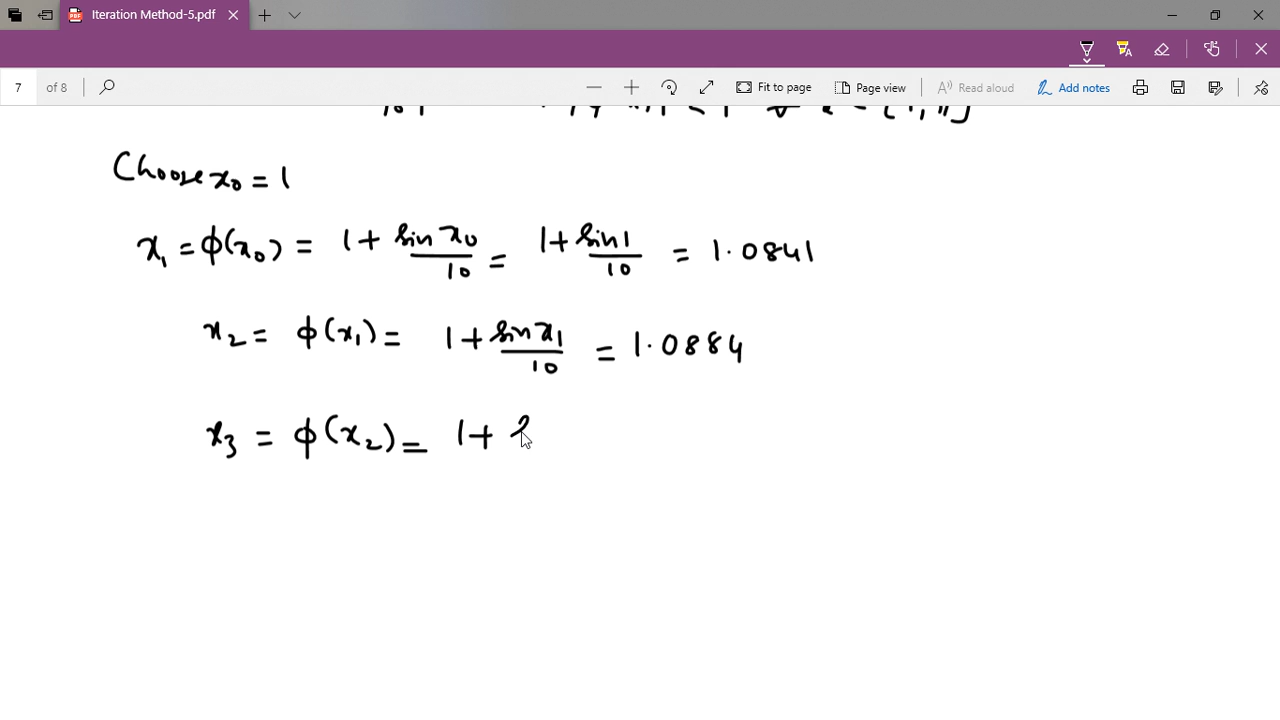 Iteration Method-5.pdf
7 of 8 Fit to page Page view Read aloud Add notes
Choose x₀ = 1
x₁ = ϕ(x₀) = 1 + sin x₀/10 = 1 + sin 1/10 = 1.0841
x₂ = ϕ(x₁) = 1 + sin x₁/10 = 1.0884
x₃ = ϕ(x₂) = 1 +